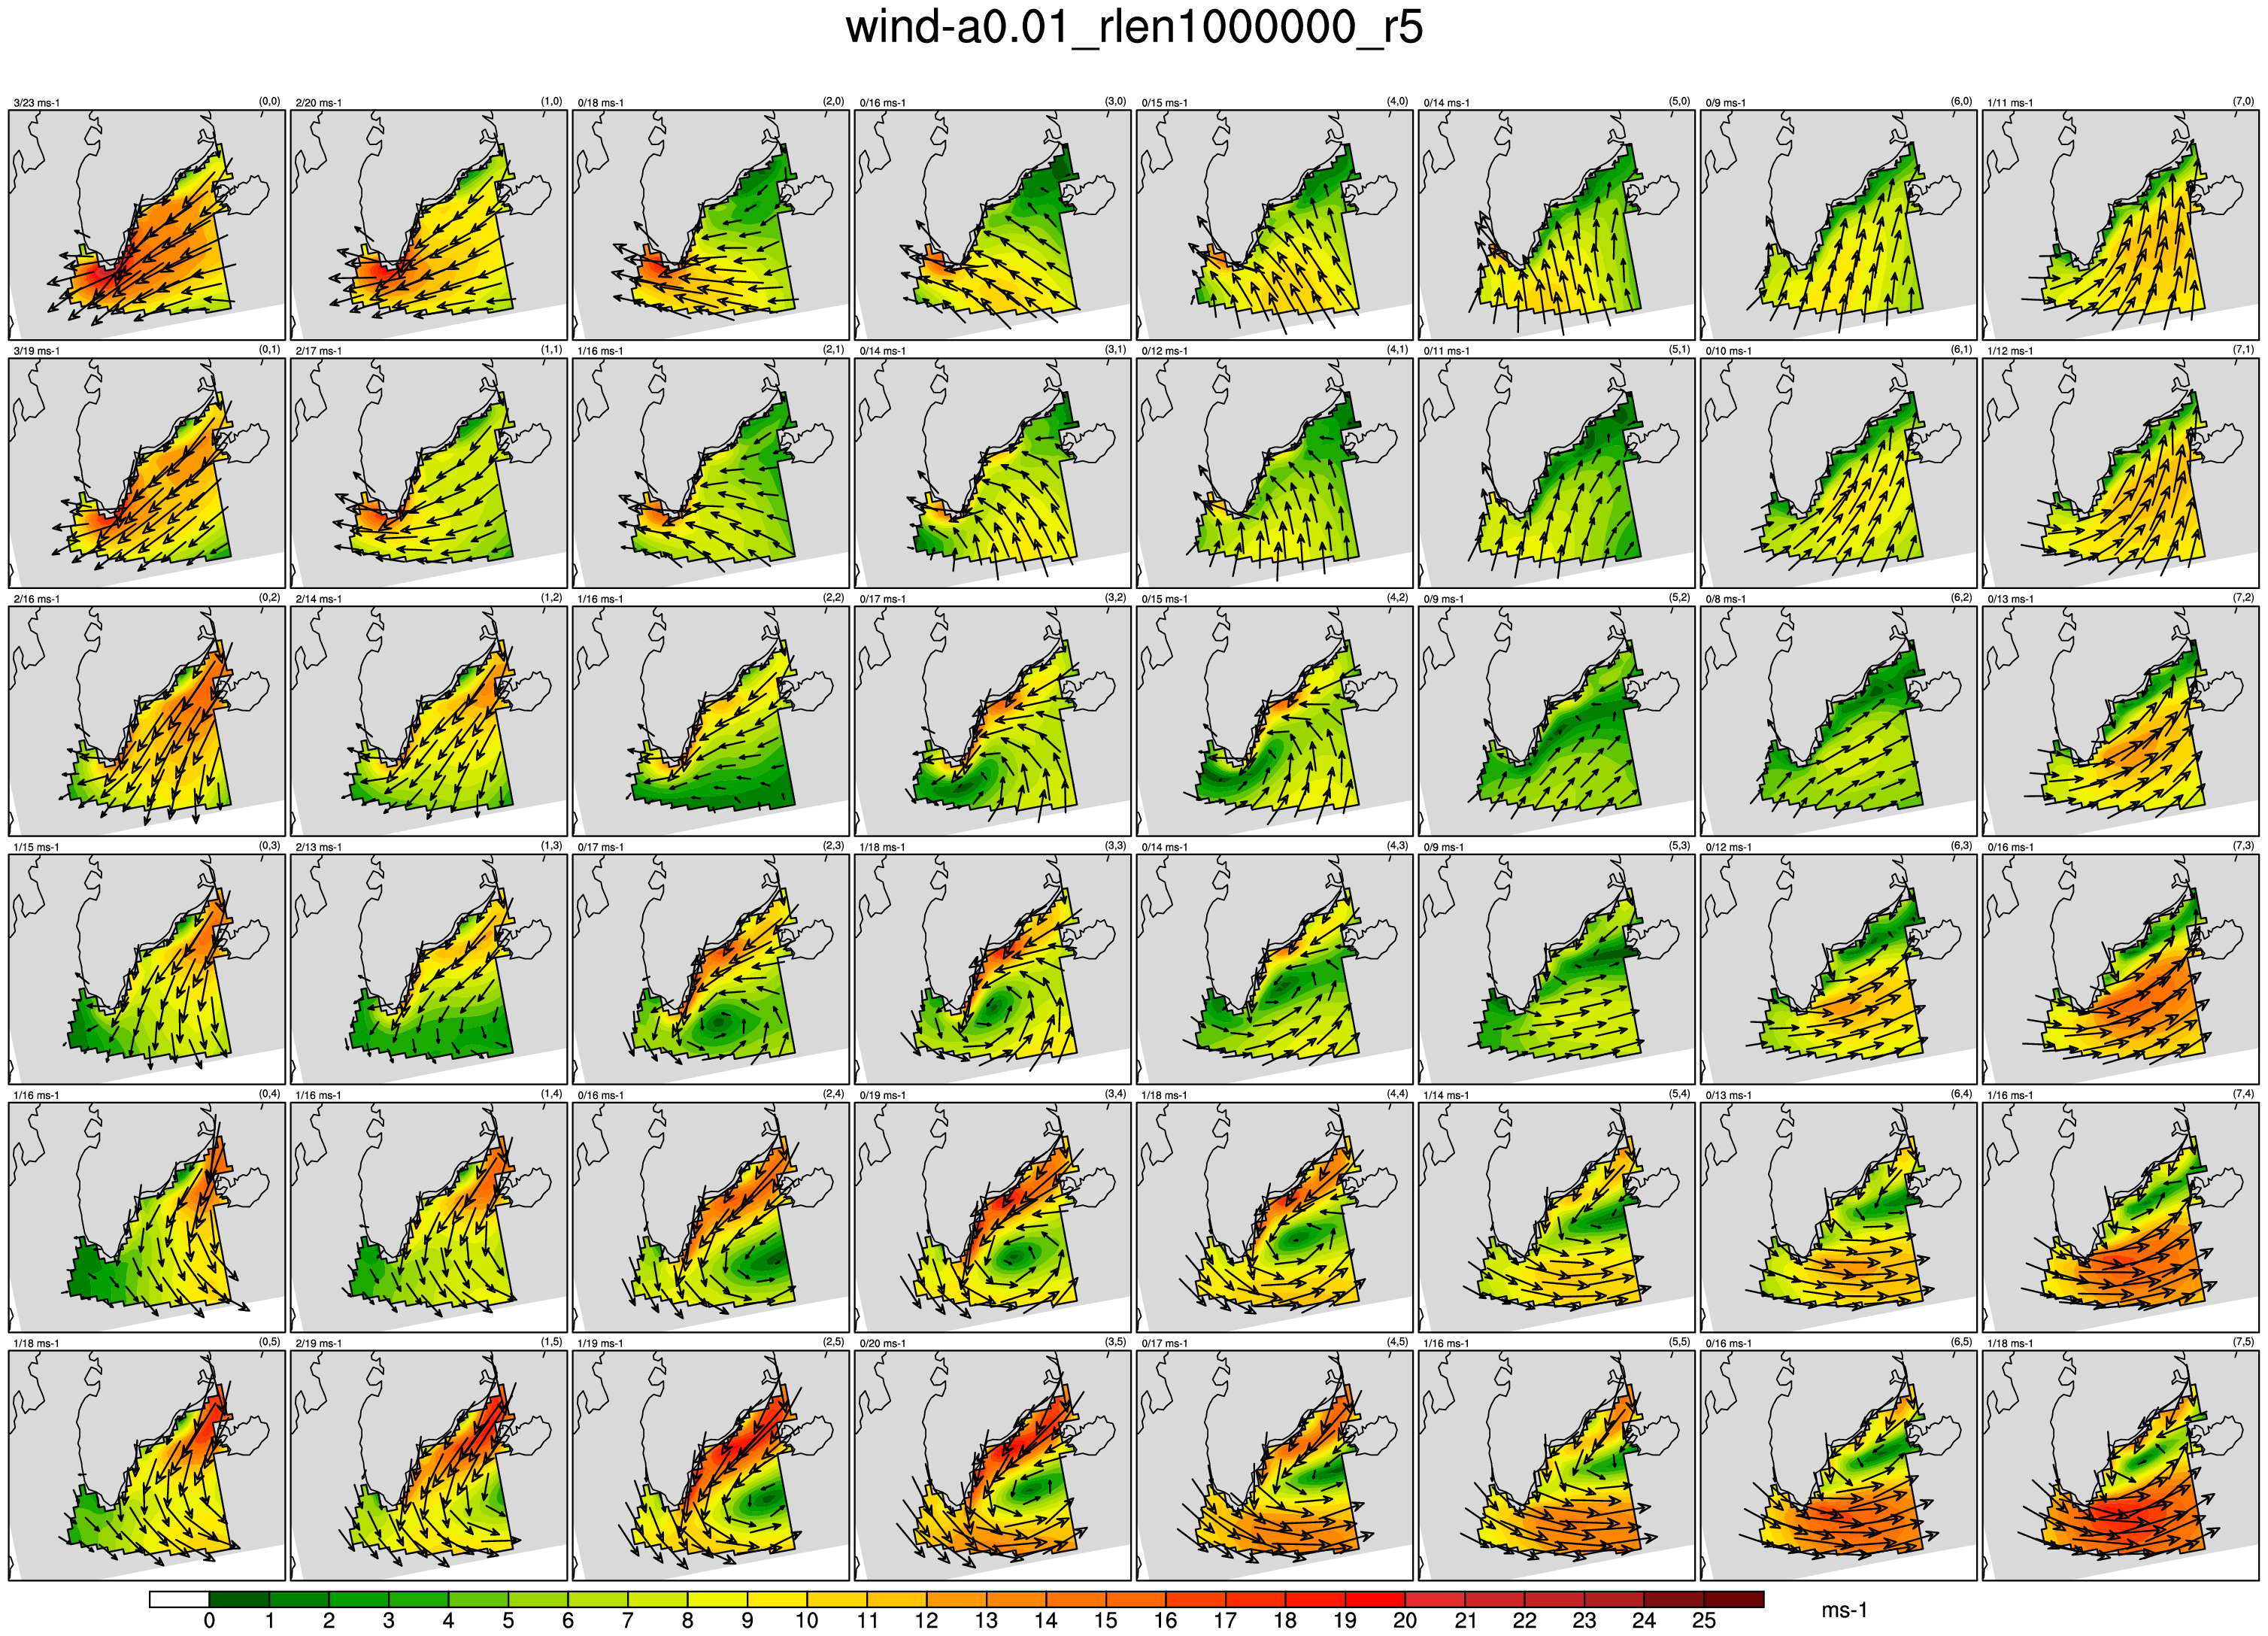 wind-a0.01_rlen1000000_r5
3/23 ms-1 (0,0) 2/20 ms-1 (1,0) 0/18 ms-1 (2,0) 0/16 ms-1 (3,0) 0/15 ms-1 (4,0) 0/14 ms-1 (5,0) 0/9 ms-1 (6,0) 1/11 ms-1 (7,0)
3/19 ms-1 (0,1) 2/17 ms-1 (1,1) 1/16 ms-1 (2,1) 0/14 ms-1 (3,1) 0/12 ms-1 (4,1) 0/11 ms-1 (5,1) 0/10 ms-1 (6,1) 1/12 ms-1 (7,1)
2/16 ms-1 (0,2) 2/14 ms-1 (1,2) 1/16 ms-1 (2,2) 0/17 ms-1 (3,2) 0/15 ms-1 (4,2) 0/9 ms-1 (5,2) 0/8 ms-1 (6,2) 0/13 ms-1 (7,2)
1/15 ms-1 (0,3) 2/13 ms-1 (1,3) 0/17 ms-1 (2,3) 1/18 ms-1 (3,3) 0/14 ms-1 (4,3) 0/9 ms-1 (5,3) 0/12 ms-1 (6,3) 0/16 ms-1 (7,3)
1/16 ms-1 (0,4) 1/16 ms-1 (1,4) 0/16 ms-1 (2,4) 0/19 ms-1 (3,4) 1/18 ms-1 (4,4) 1/14 ms-1 (5,4) 0/13 ms-1 (6,4) 1/16 ms-1 (7,4)
1/18 ms-1 (0,5) 2/19 ms-1 (1,5) 1/19 ms-1 (2,5) 0/20 ms-1 (3,5) 0/17 ms-1 (4,5) 1/16 ms-1 (5,5) 0/16 ms-1 (6,5) 1/18 ms-1 (7,5)
0 1 2 3 4 5 6 7 8 9 10 11 12 13 14 15 16 17 18 19 20 21 22 23 24 25 ms-1